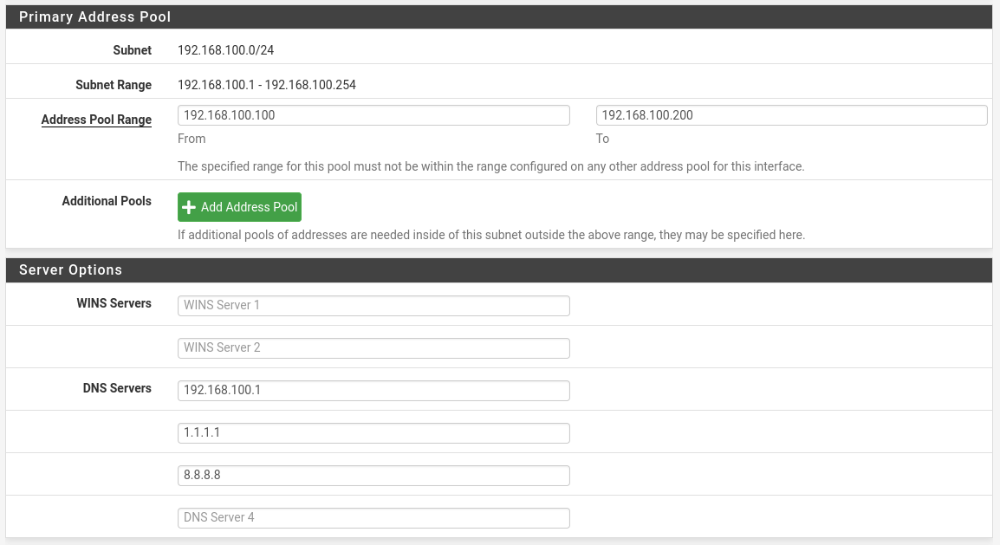 Primary Address Pool
Subnet 192.168.100.0/24
Subnet Range 192.168.100.1 - 192.168.100.254
Address Pool Range 192.168.100.100 192.168.100.200
From To
The specified range for this pool must not be within the range configured on any other address pool for this interface.
Additional Pools Add Address Pool
If additional pools of addresses are needed inside of this subnet outside the above range, they may be specified here.
Server Options
WINS Servers WINS Server 1
WINS Server 2
DNS Servers 192.168.100.1
1.1.1.1
8.8.8.8
DNS Server 4